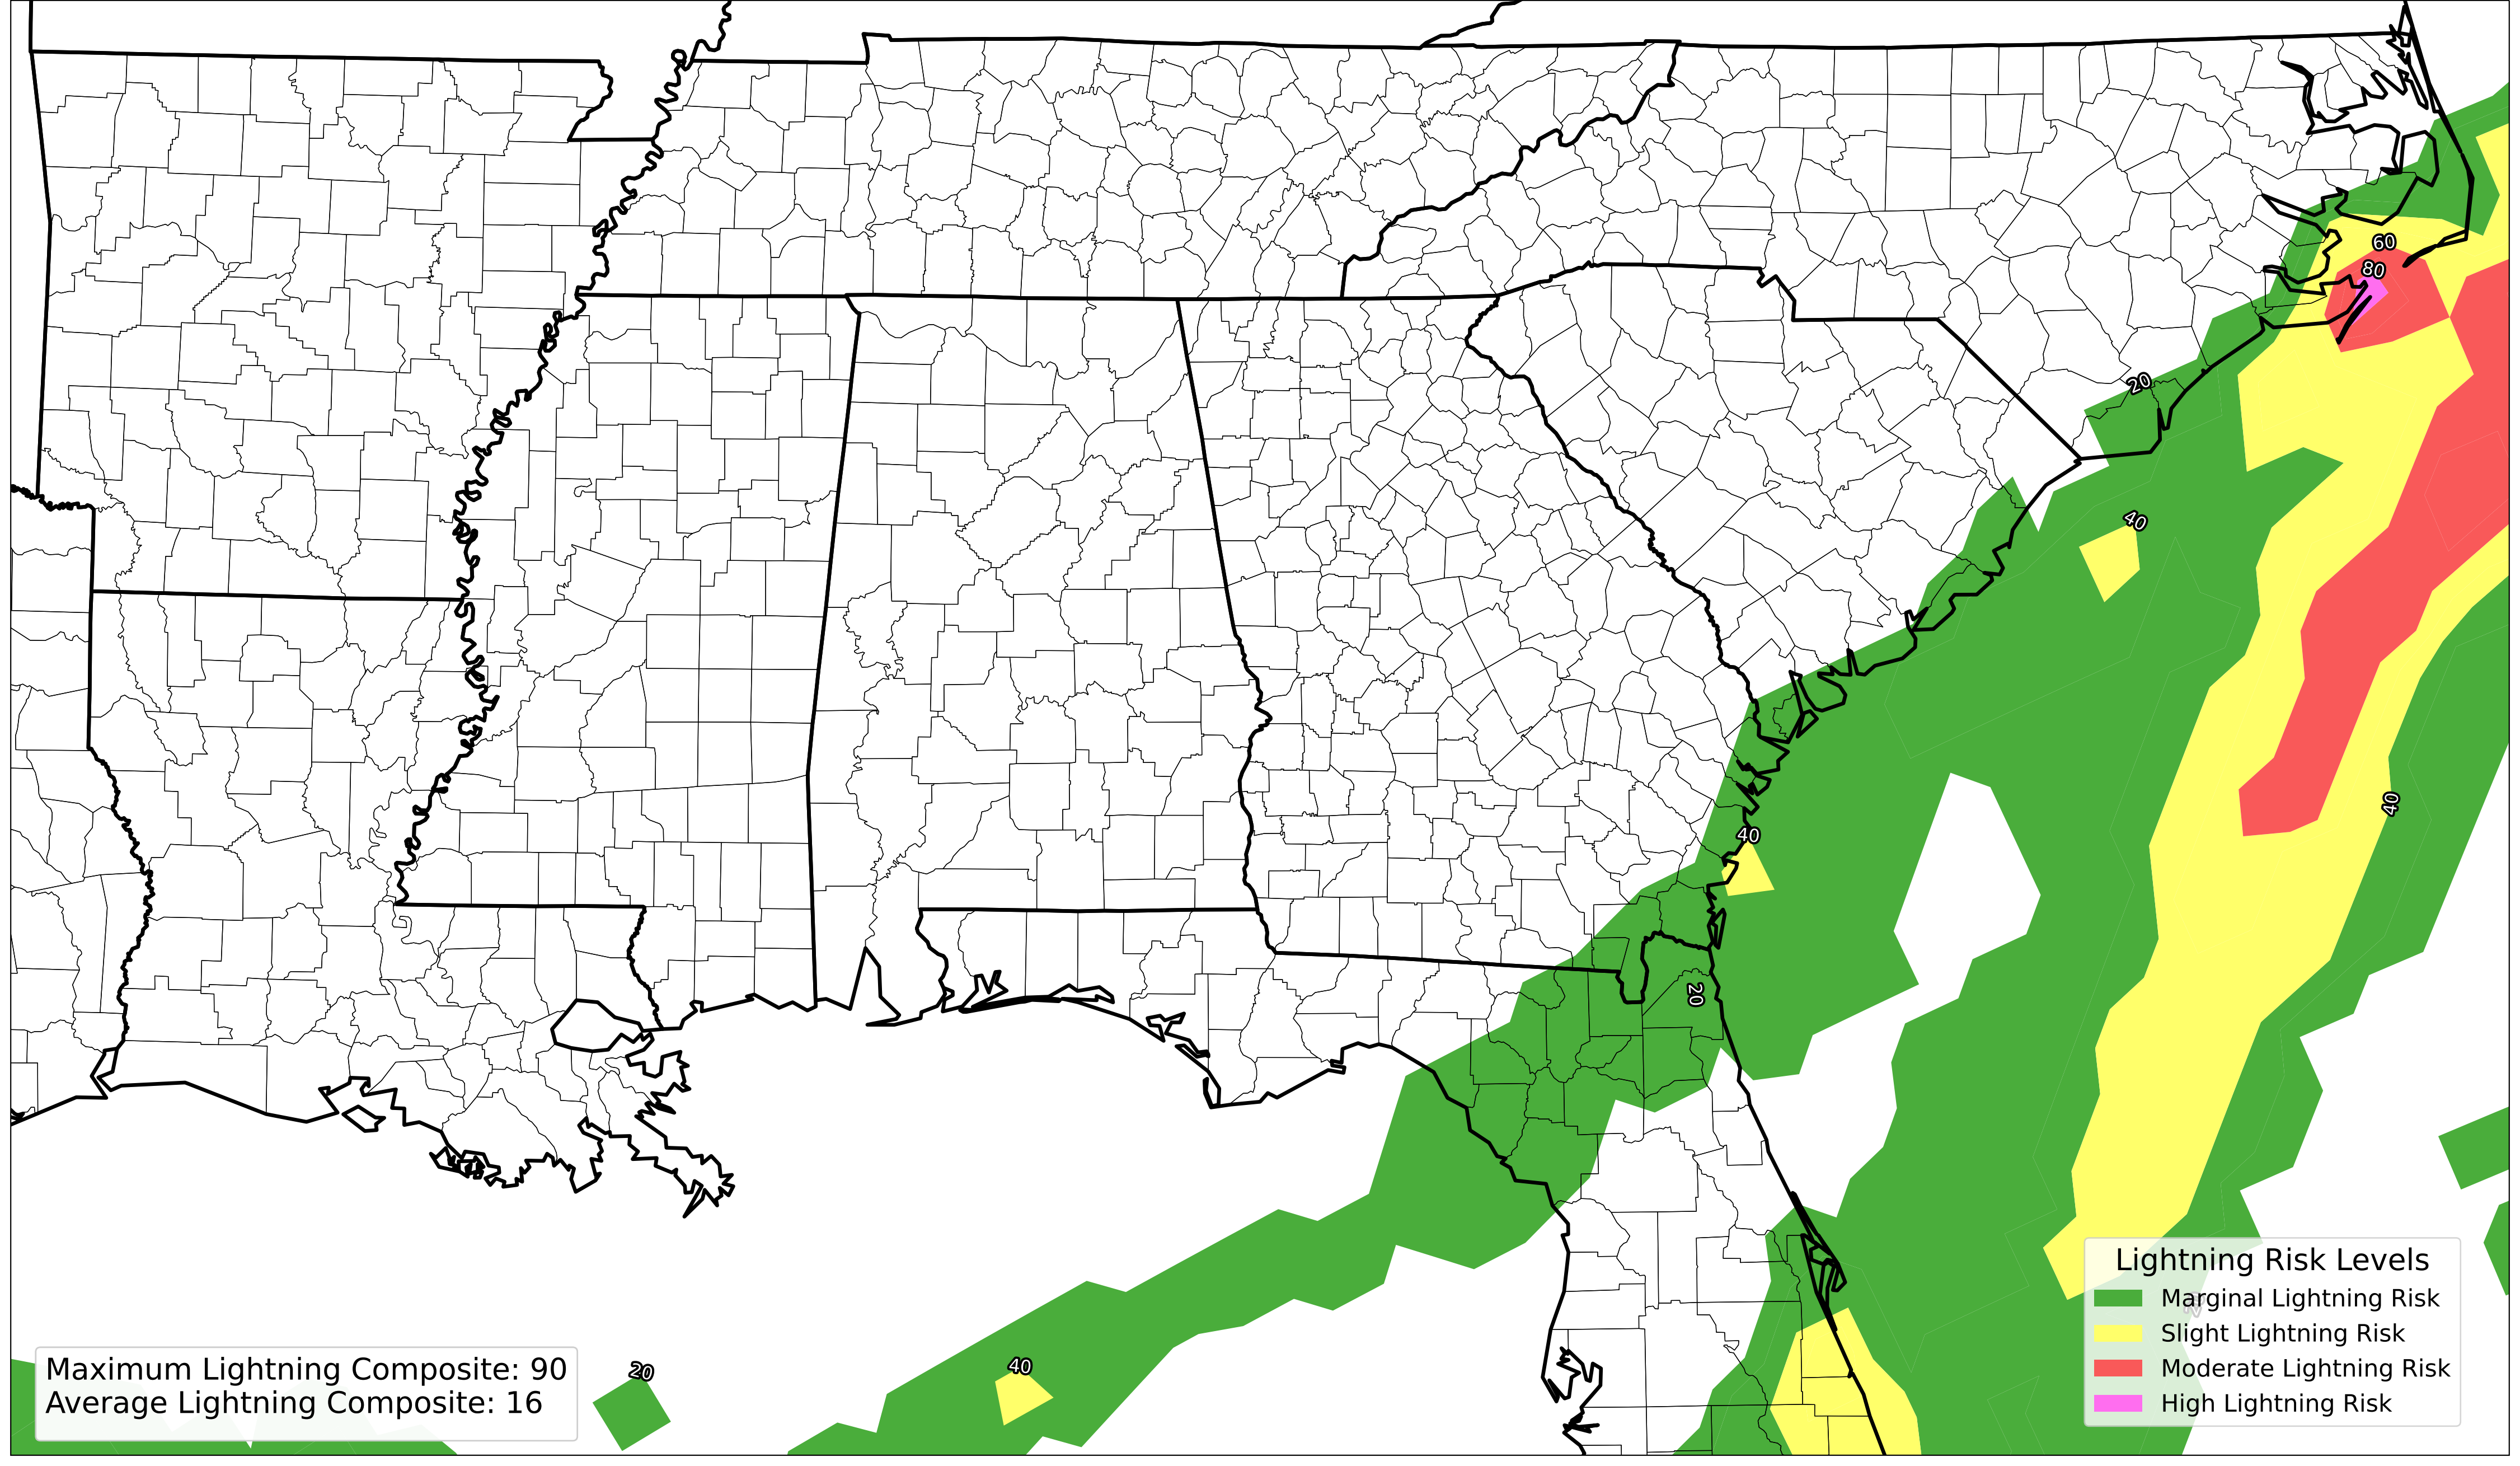 60
80
20
40
40
40
20
20
40
Lightning Risk Levels
Marginal Lightning Risk
Slight Lightning Risk
Moderate Lightning Risk
High Lightning Risk
Maximum Lightning Composite: 90
Average Lightning Composite: 16